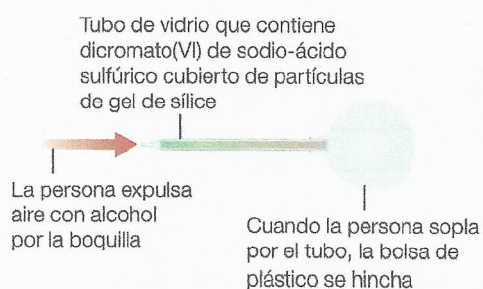 Tubo de vidrio que contiene
dicromato(VI) de sodio-ácido
sulfúrico cubierto de partículas
de gel de sílice
La persona expulsa
aire con alcohol
por la boquilla
Cuando la persona sopla
por el tubo, la bolsa de
plástico se hincha